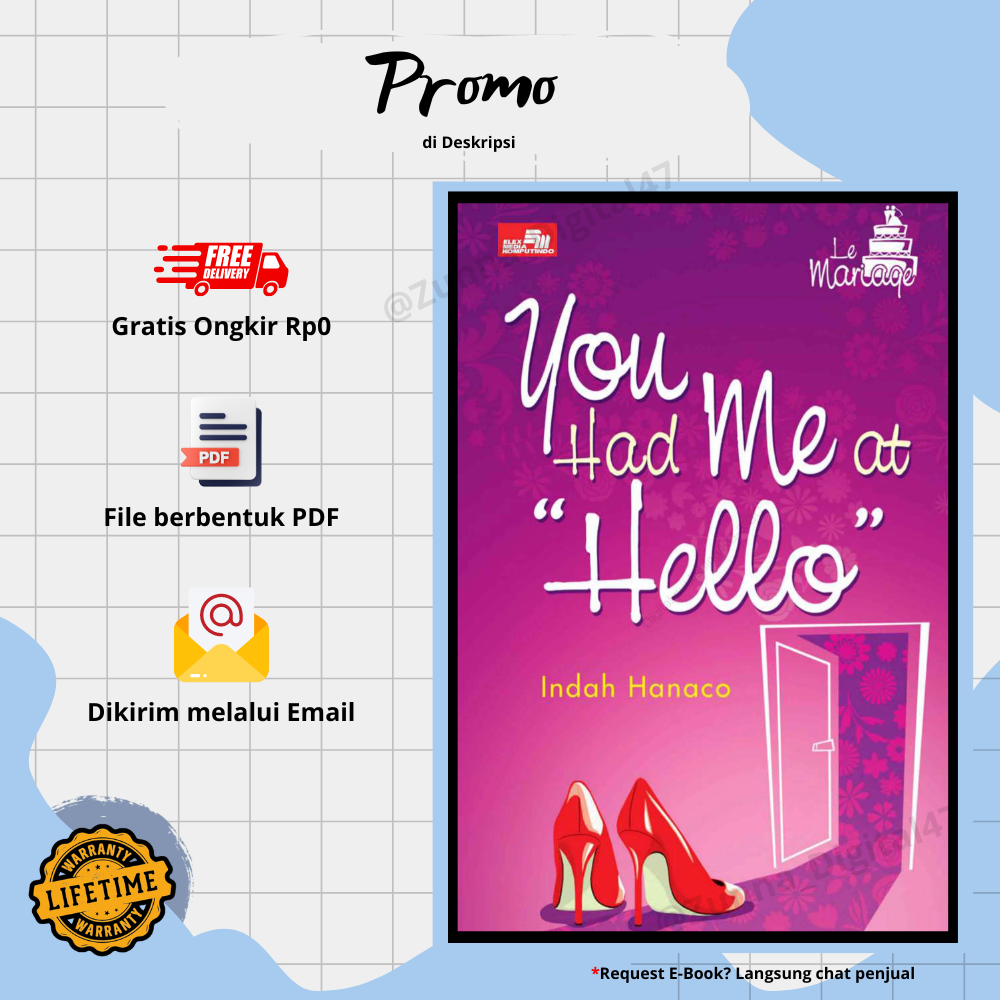 Promo
di Deskripsi
FREE
DELIVERY
Gratis Ongkir Rp0
PDF
File berbentuk PDF
@
Dikirim melalui Email
WARRANTY
LIFETIME
WARRANTY
ELEX
MEDIA
KOMPUTINDO
Le
Mariage
You
Had Me at
“Hello”
Indah Hanaco
*Request E-Book? Langsung chat penjual